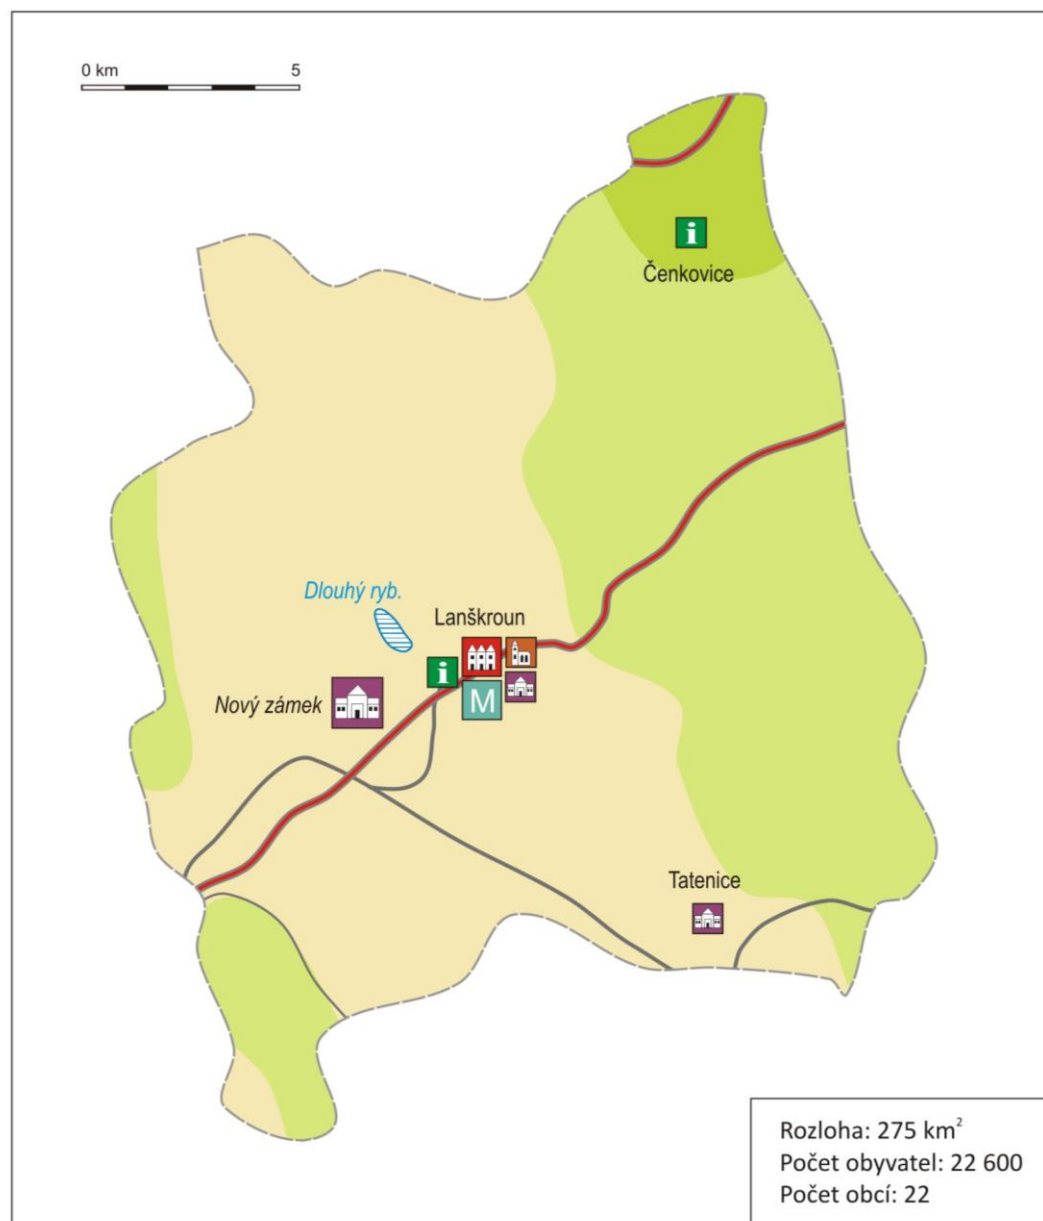 0 km 5
i
Čenkovice
Dlouhý ryb.
Lanškroun
i
M
Nový zámek
Tatenice
Rozloha: 275 km²
Počet obyvatel: 22 600
Počet obcí: 22